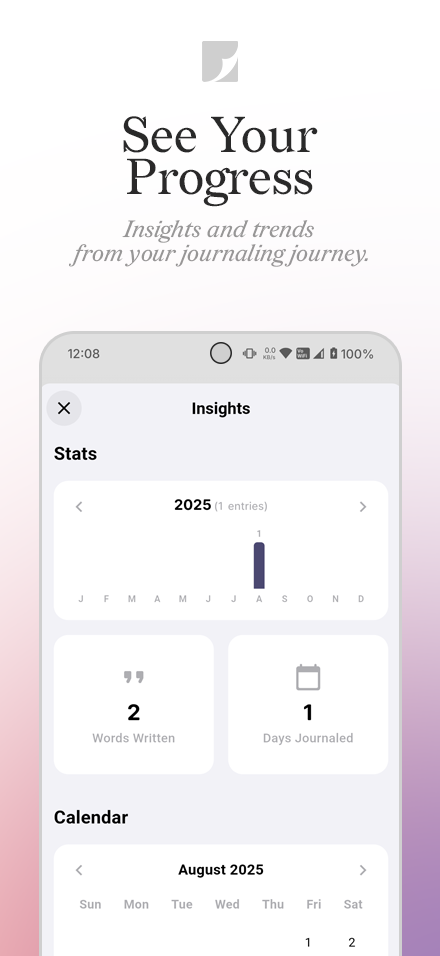 See Your
Progress
Insights and trends
from your journaling journey.
12:08
0.0
KB/s
Vo
WiFi
100%
Insights
Stats
2025 (1 entries)
1
J F M A M J J A S O N D
2
1
Words Written
Days Journaled
Calendar
August 2025
Sun Mon Tue Wed Thu Fri Sat
1 2